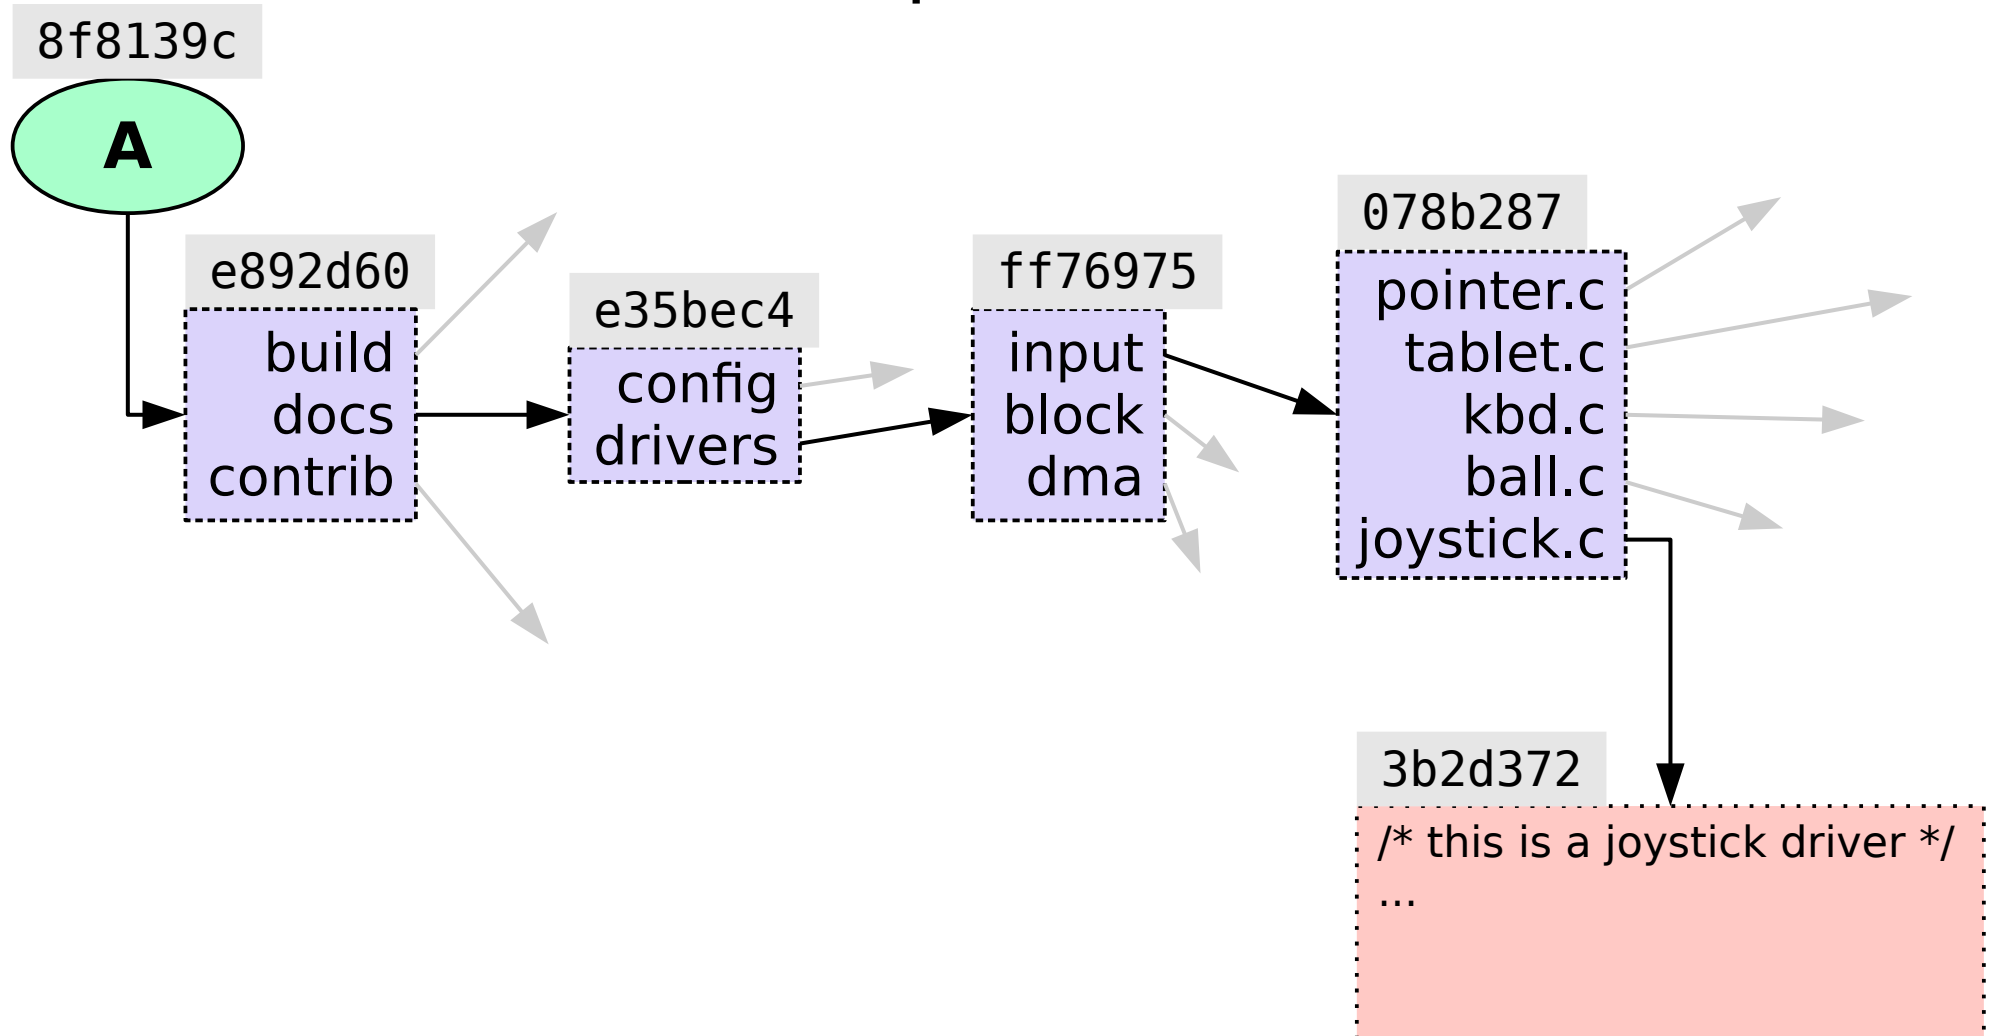 8f8139c
A
e892d60
build
docs
contrib
e35bec4
config
drivers
ff76975
input
block
dma
078b287
pointer.c
tablet.c
kbd.c
ball.c
joystick.c
3b2d372
/* this is a joystick driver */
...